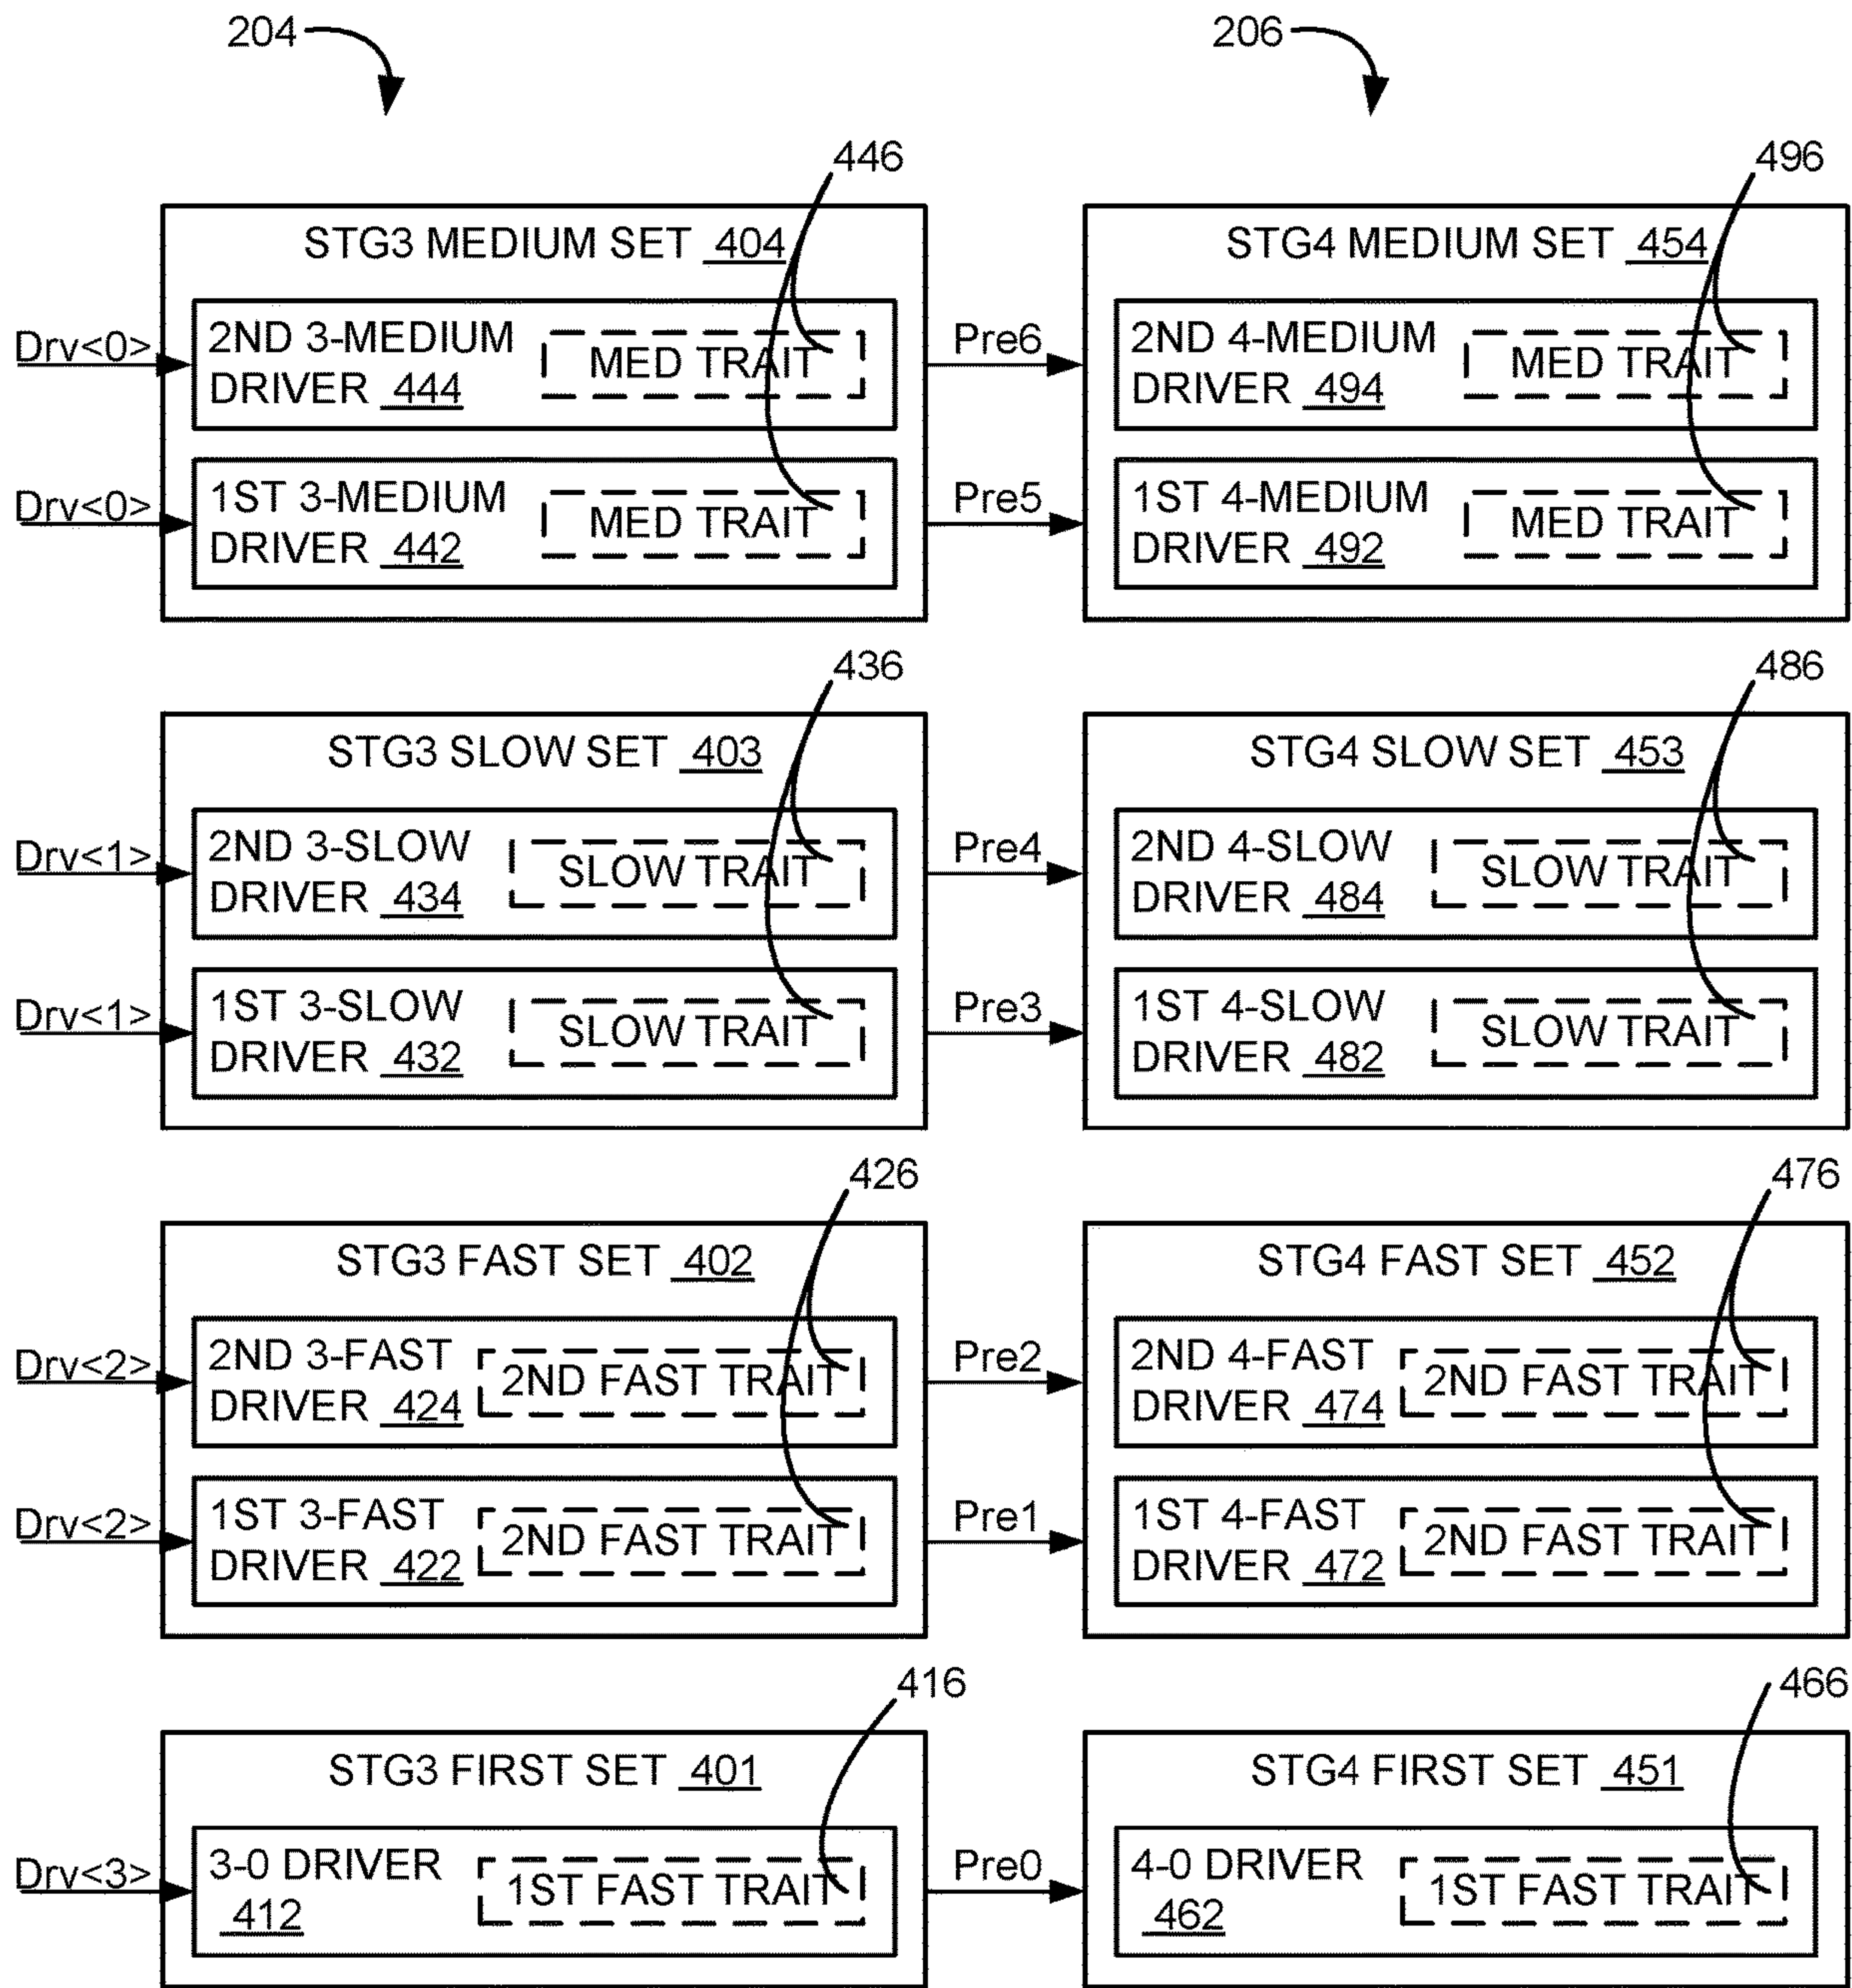 204
206
446
496
STG3 MEDIUM SET 404
STG4 MEDIUM SET 454
Drv<0>
2ND 3-MEDIUM
DRIVER 444
MED TRAIT
Pre6
2ND 4-MEDIUM
DRIVER 494
MED TRAIT
Drv<0>
1ST 3-MEDIUM
DRIVER 442
MED TRAIT
Pre5
1ST 4-MEDIUM
DRIVER 492
MED TRAIT
436
486
STG3 SLOW SET 403
STG4 SLOW SET 453
Drv<1>
2ND 3-SLOW
DRIVER 434
SLOW TRAIT
Pre4
2ND 4-SLOW
DRIVER 484
SLOW TRAIT
Drv<1>
1ST 3-SLOW
DRIVER 432
SLOW TRAIT
Pre3
1ST 4-SLOW
DRIVER 482
SLOW TRAIT
426
476
STG3 FAST SET 402
STG4 FAST SET 452
Drv<2>
2ND 3-FAST
DRIVER 424
2ND FAST TRAIT
Pre2
2ND 4-FAST
DRIVER 474
2ND FAST TRAIT
Drv<2>
1ST 3-FAST
DRIVER 422
2ND FAST TRAIT
Pre1
1ST 4-FAST
DRIVER 472
2ND FAST TRAIT
416
466
STG3 FIRST SET 401
STG4 FIRST SET 451
Drv<3>
3-0 DRIVER
412
1ST FAST TRAIT
Pre0
4-0 DRIVER
462
1ST FAST TRAIT